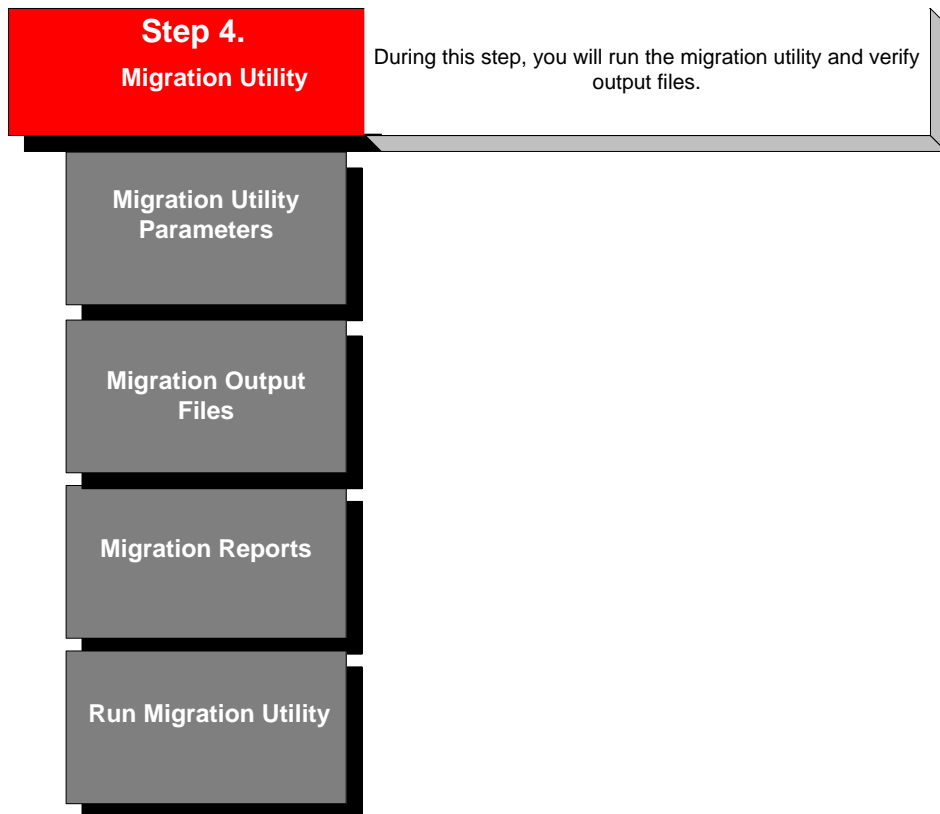 Step 4.
Migration Utility
During this step, you will run the migration utility and verify
output files.
Migration Utility
Parameters
Migration Output
Files
Migration Reports
Run Migration Utility